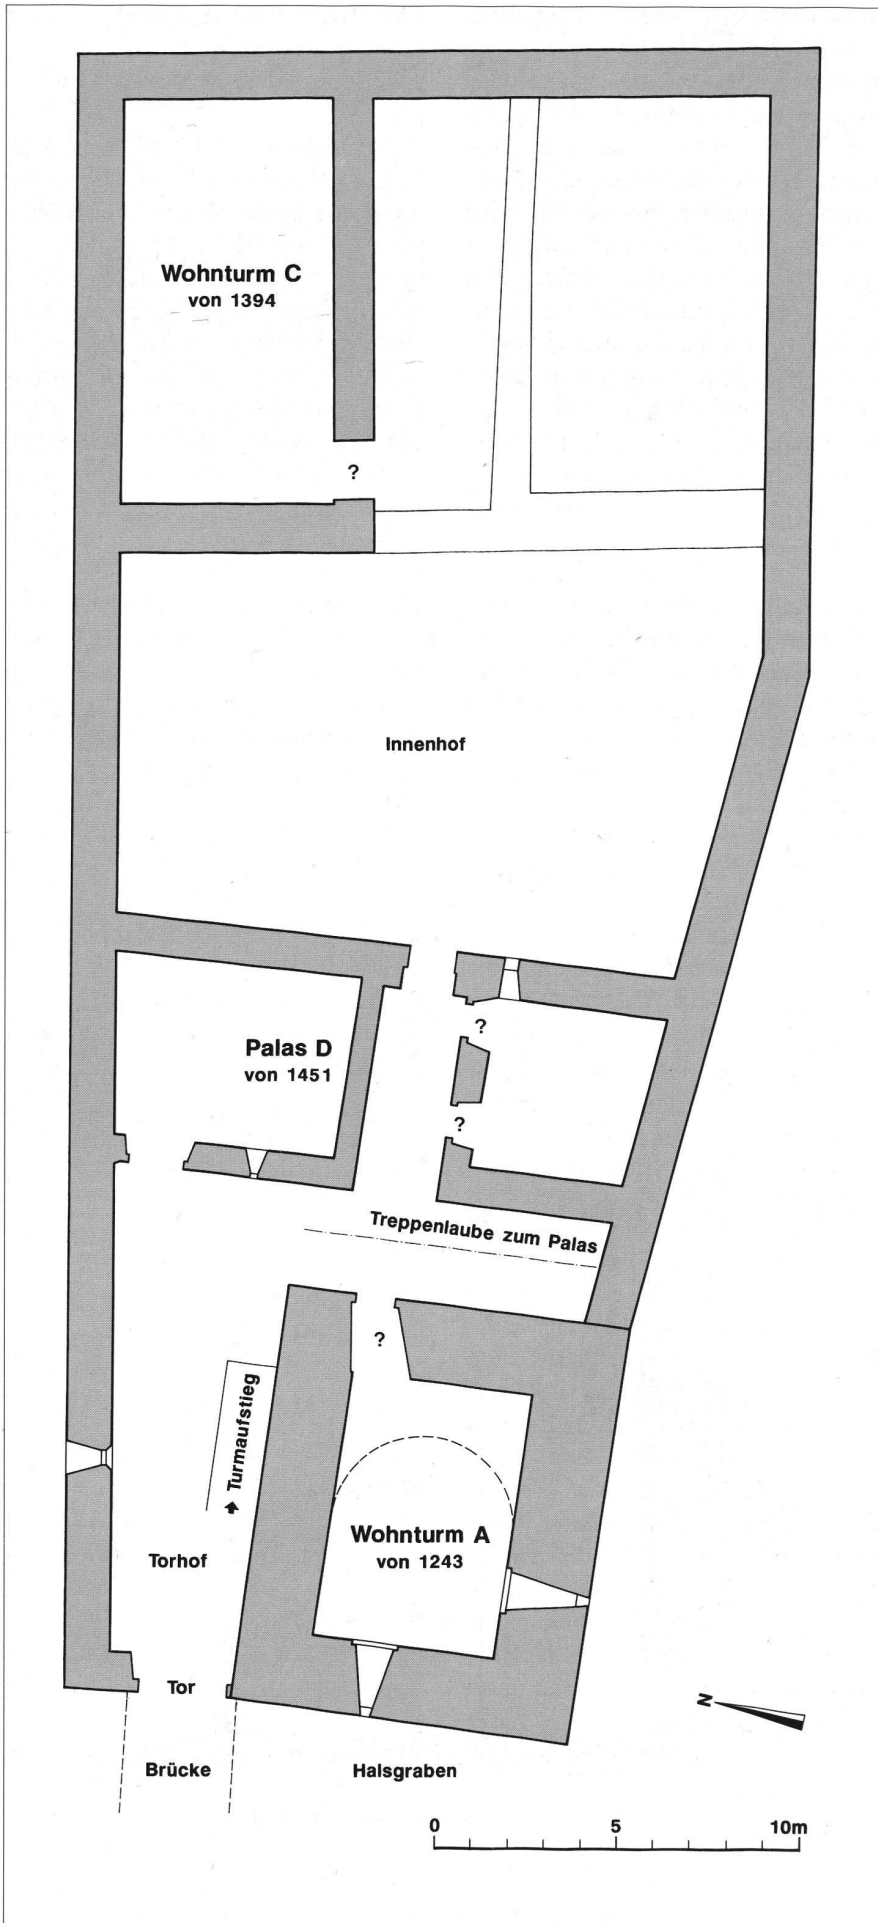 Wohnturm C
von 1394
?
Innenhof
?
Palas D
von 1451
?
Treppenlaube zum Palas
?
Turmaufstieg
Wohnturm A
von 1243
Torhof
Tor
N
Brücke
Halsgraben
0 5 10m